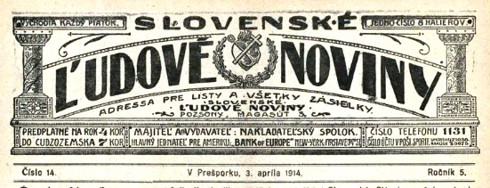 VYCHODIA KAŽDÝ PIATOK.
SLOVENSKÉ
JEDNO ČÍSLO 8 HALIEROV.
ĽUDOVÉ NOVINY
ADRESSA PRE LISTY A VŠETKY ZÁSIELKY.
„SLOVENSKÉ
ĽUDOVÉ NOVINY“
POZSONY, MAGASÚT 3.
PREDPLATNÉ NA ROK 4 KOR
DO CUDZOZEMSKA 7 KOR
MAJITEĽ A VYDAVATEĽ: NAKLADATEĽSKÝ SPOLOK.
HLAVNÝ JEDNATEĽ PRE AMERIKU: „BANK of EUROPE“ NEW-YORK
ČÍSLO TELEFONU 1131
Číslo 14.
V Prešporku, 3. apríla 1914.
Ročník 5.